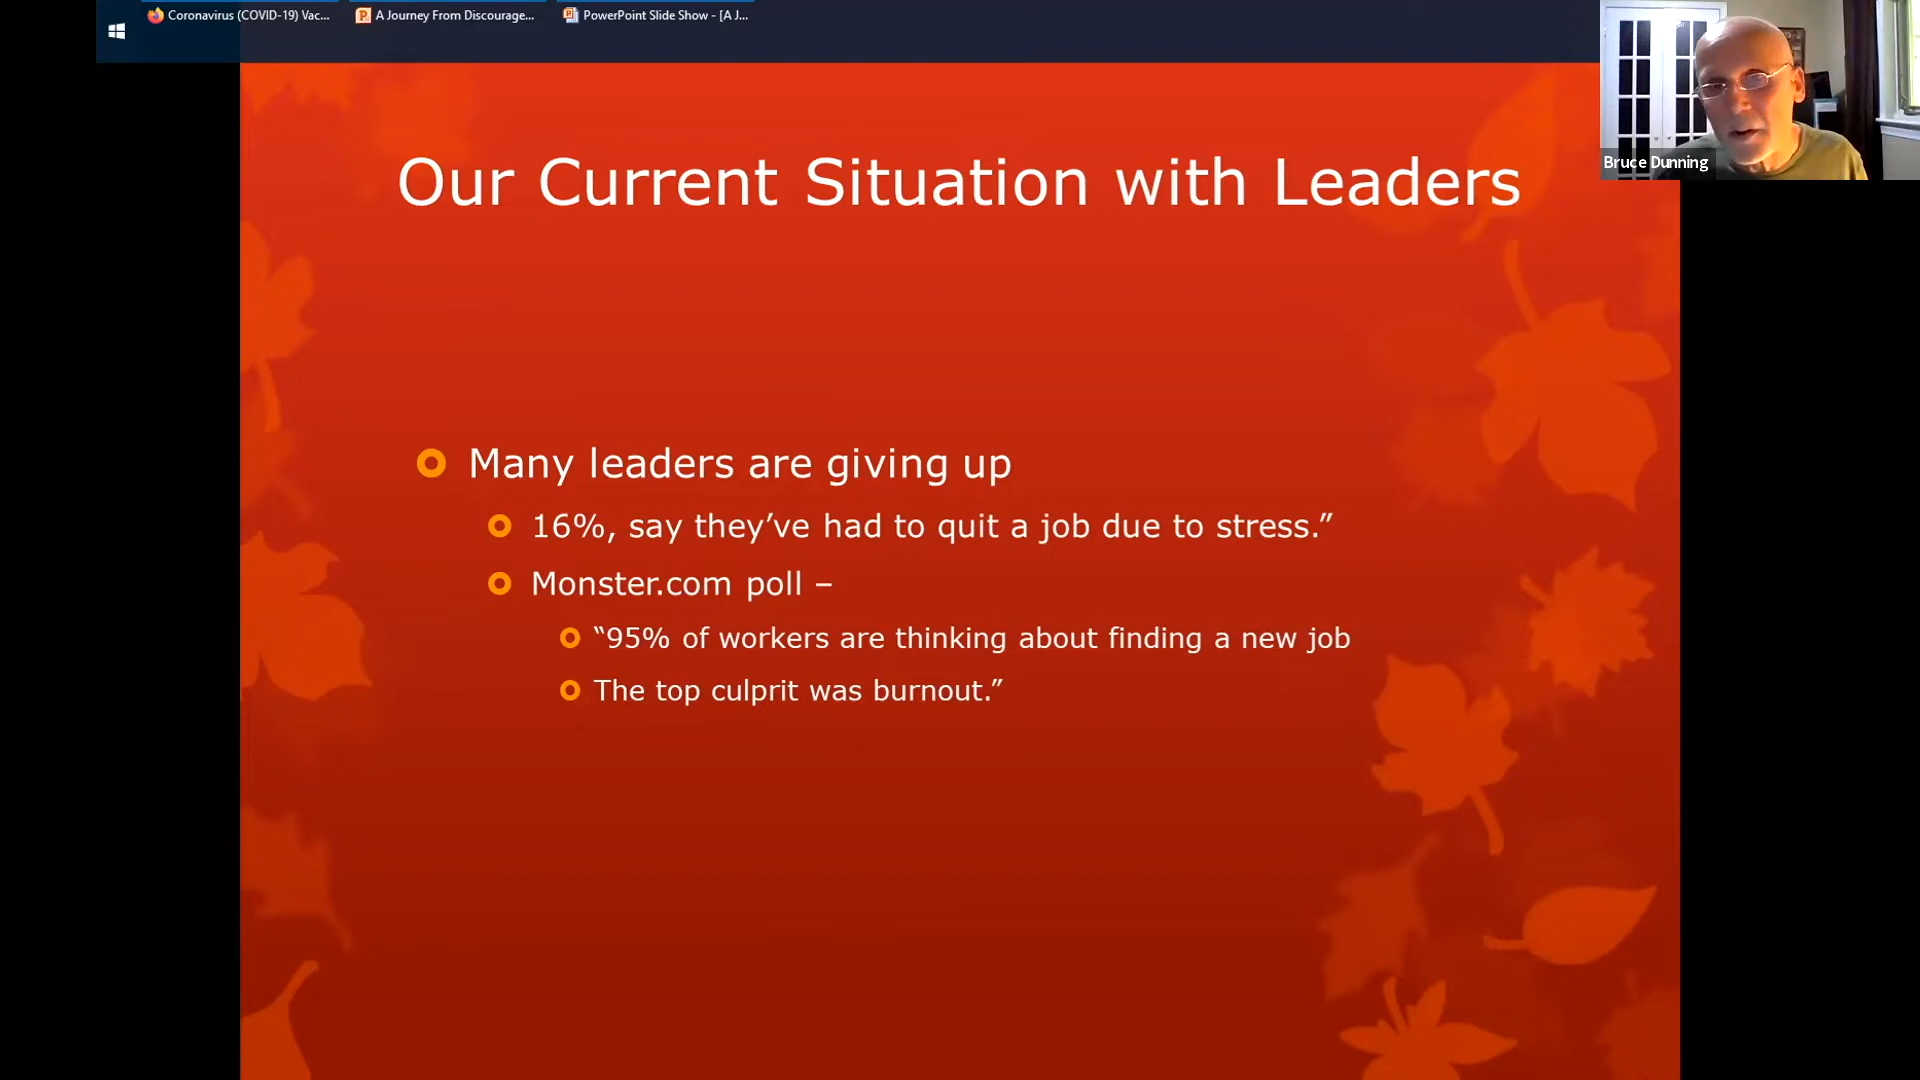 Coronavirus (COVID-19) Vac...
A Journey From Discourage...
PowerPoint Slide Show - [A J...
Bruce Dunning
Our Current Situation with Leaders
Many leaders are giving up
16%, say they’ve had to quit a job due to stress.”
Monster.com poll –
“95% of workers are thinking about finding a new job
The top culprit was burnout.”